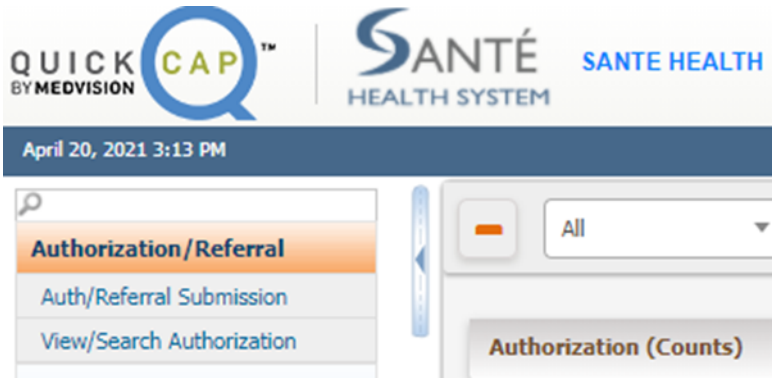 QUICK CAP™
BY MEDVISION
SANTÉ
HEALTH SYSTEM
SANTE HEALTH
April 20, 2021 3:13 PM
Authorization/Referral
Auth/Referral Submission
View/Search Authorization
All
Authorization (Counts)